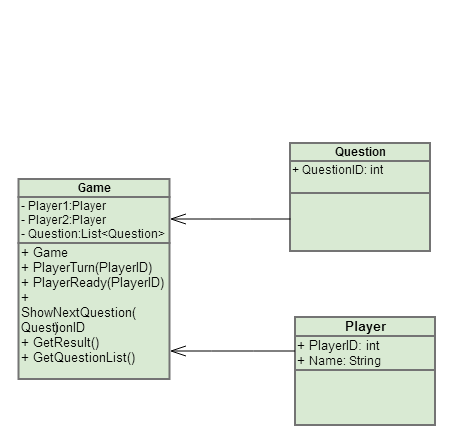 Game
- Player1:Player
- Player2:Player
- Question:List<Question>
+ Game
+ PlayerTurn(PlayerID)
+ PlayerReady(PlayerID)
+
ShowNextQuestion(
QuestionID
+ GetResult()
+ GetQuestionList()
Question
+ QuestionID: int
Player
+ PlayerID: int
+ Name: String